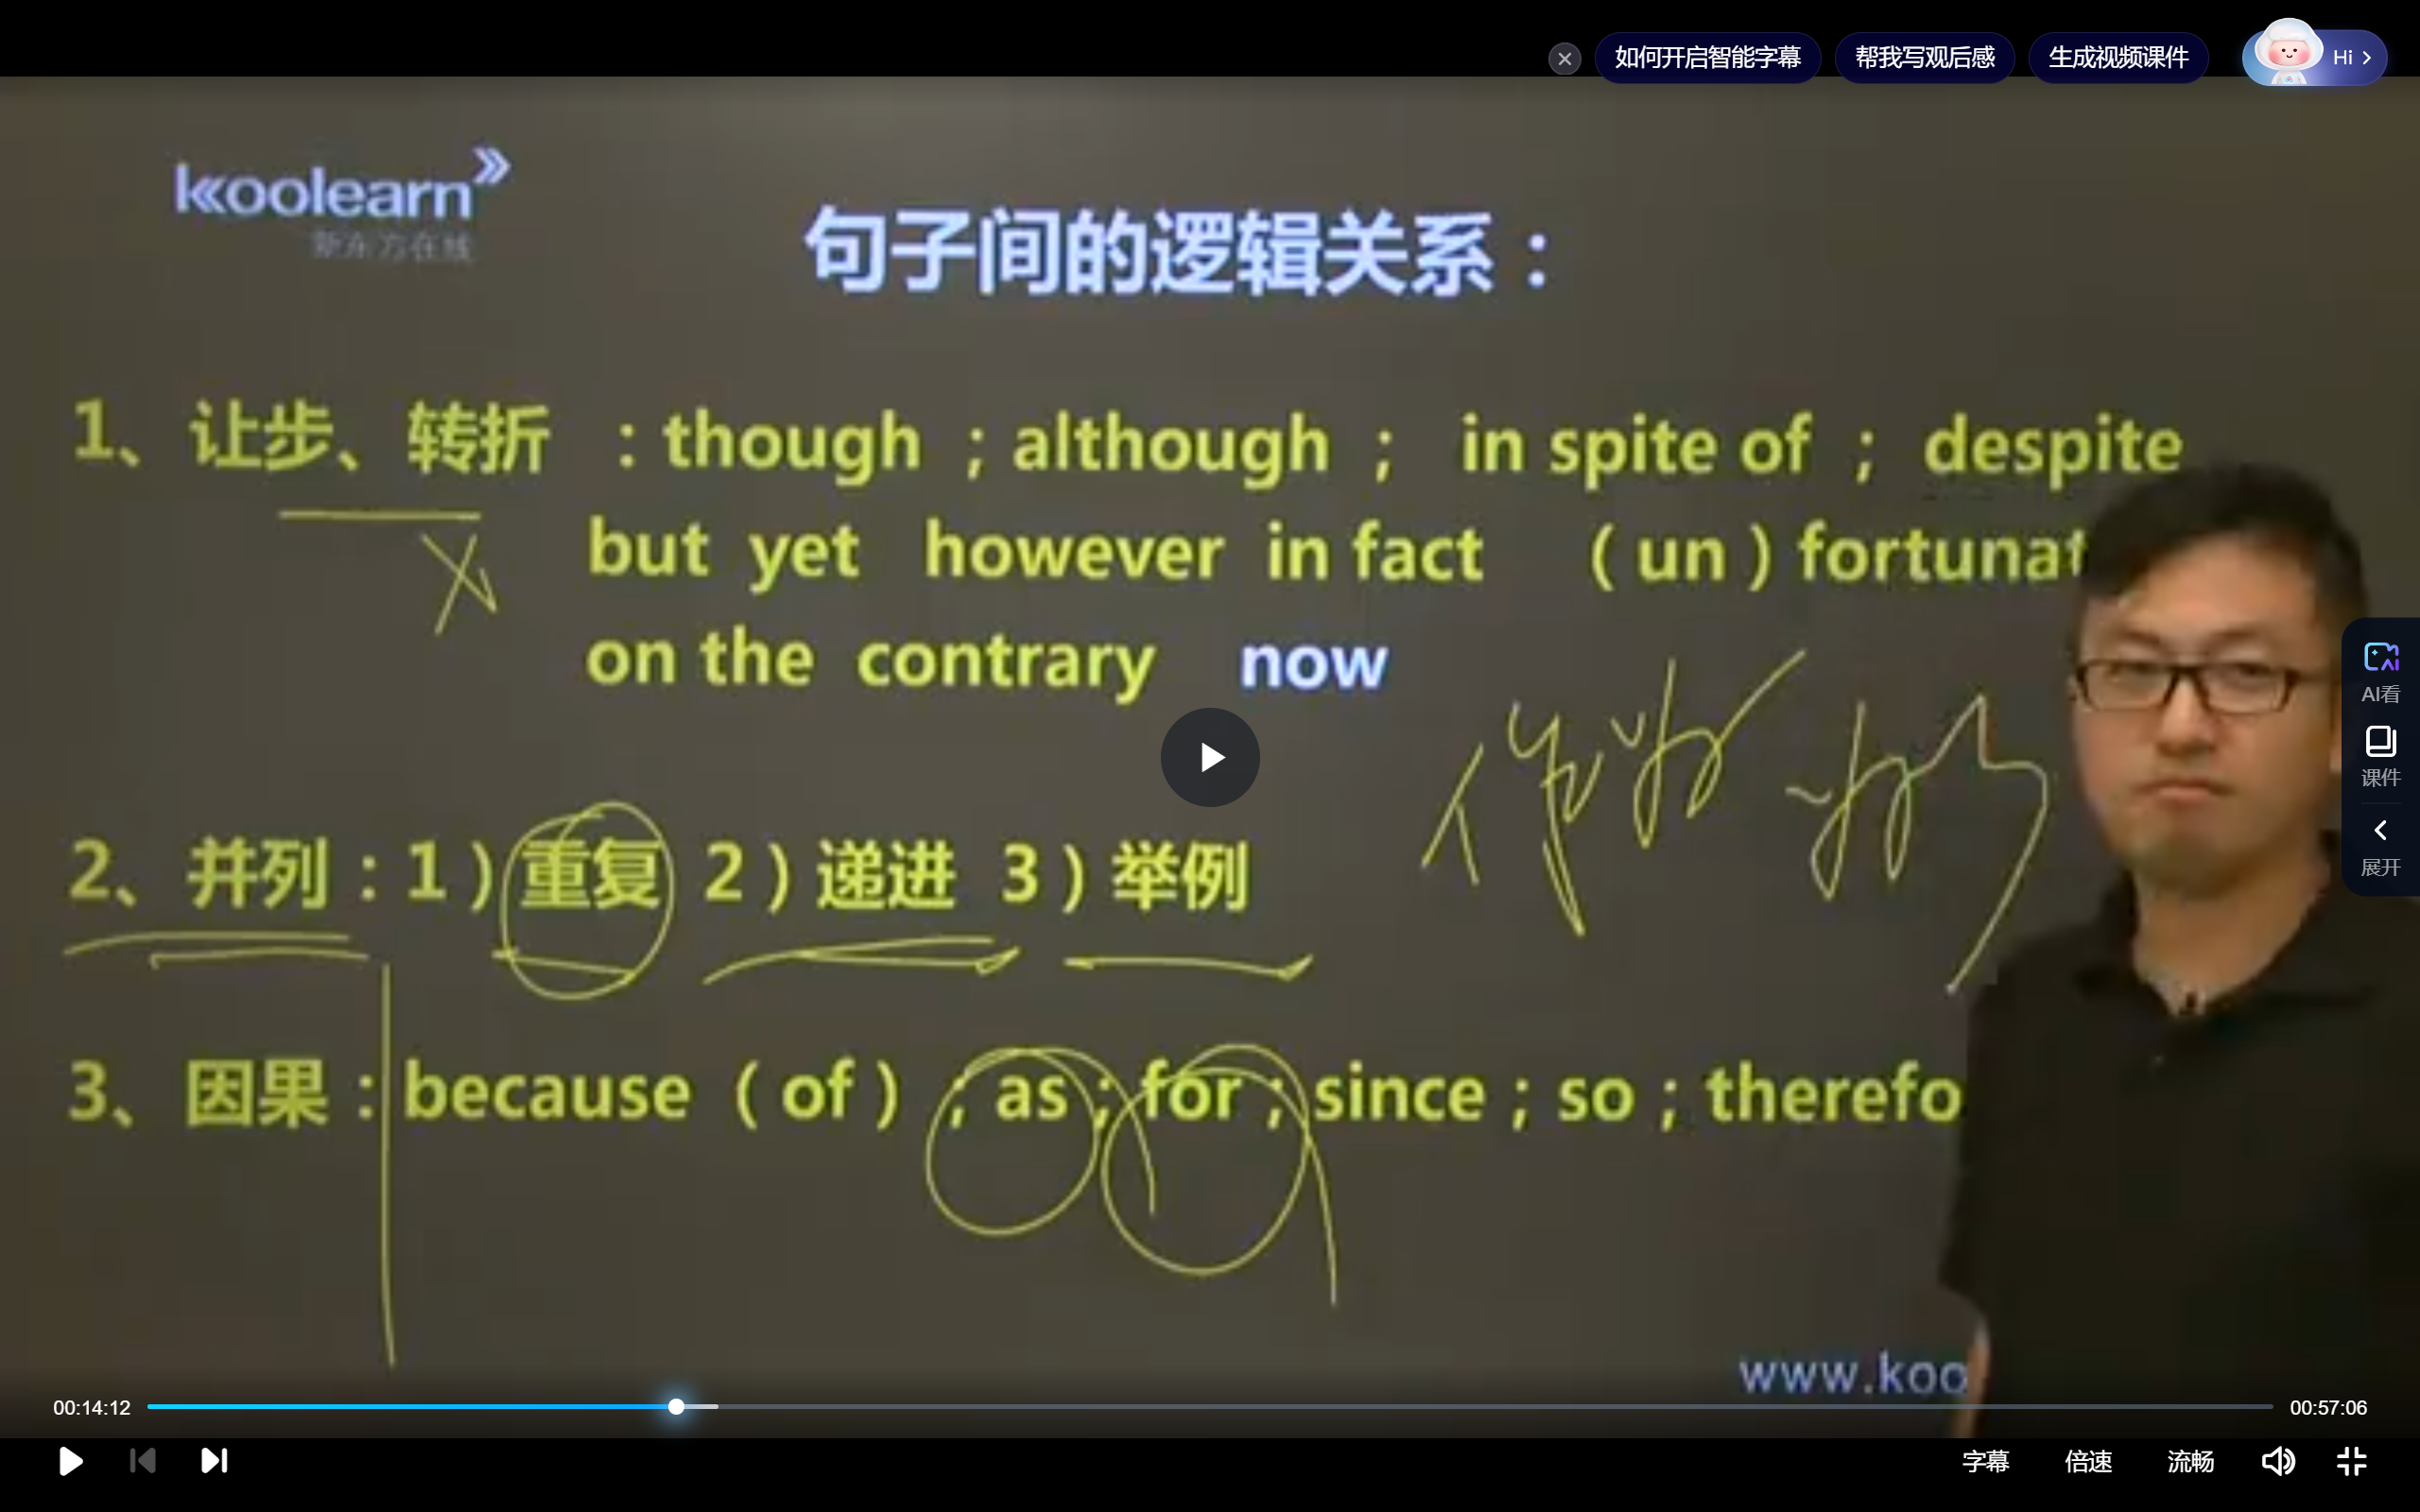 如何开启智能字幕 帮我写观后感 生成视频课件 Hi
koolearn
新东方在线
句子间的逻辑关系：
1、让步、转折 ：though ；although ； in spite of ； despite
but yet however in fact （un）fortunat
on the contrary now
AI看
课件
展开
2、并列：1）重复 2）递进 3）举例
3、因果：because（of）；as；for；since；so；therefo
www.koo
00:14:12 00:57:06
字幕 倍速 流畅